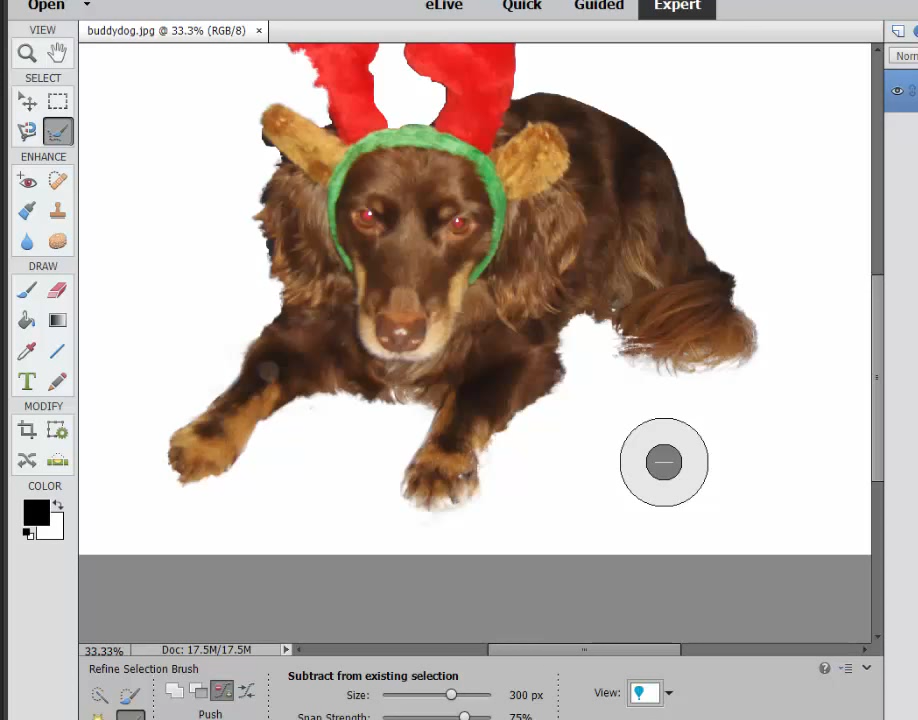 Open eLive Quick Guided Expert
VIEW buddydog.jpg @ 33.3% (RGB/8) ×
Norn
SELECT
ENHANCE
DRAW
T
MODIFY
COLOR
33.33% Doc: 17.5M/17.5M
Refine Selection Brush
Subtract from existing selection
Size: 300 px View:
Push
Snap Strength: 75%